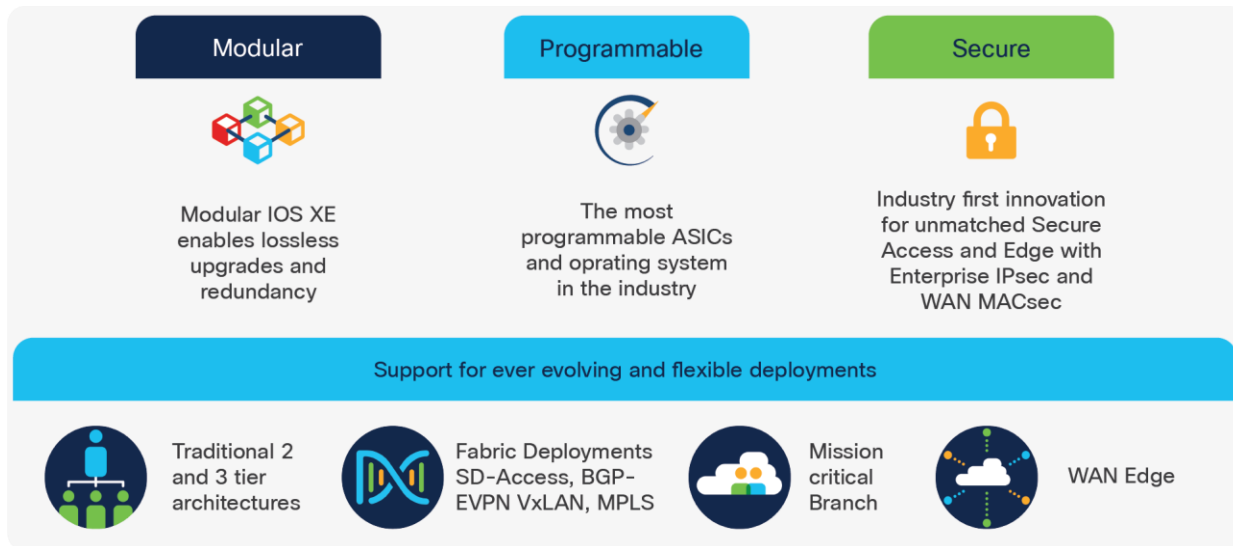 Modular
Programmable
Secure
Modular IOS XE
enables lossless
upgrades and
redundancy
The most
programmable ASICs
and oprating system
in the industry
Industry first innovation
for unmatched Secure
Access and Edge with
Enterprise IPsec and
WAN MACsec
Support for ever evolving and flexible deployments
Traditional 2
and 3 tier
architectures
Fabric Deployments
SD-Access, BGP-
EVPN VxLAN, MPLS
Mission
critical
Branch
WAN Edge